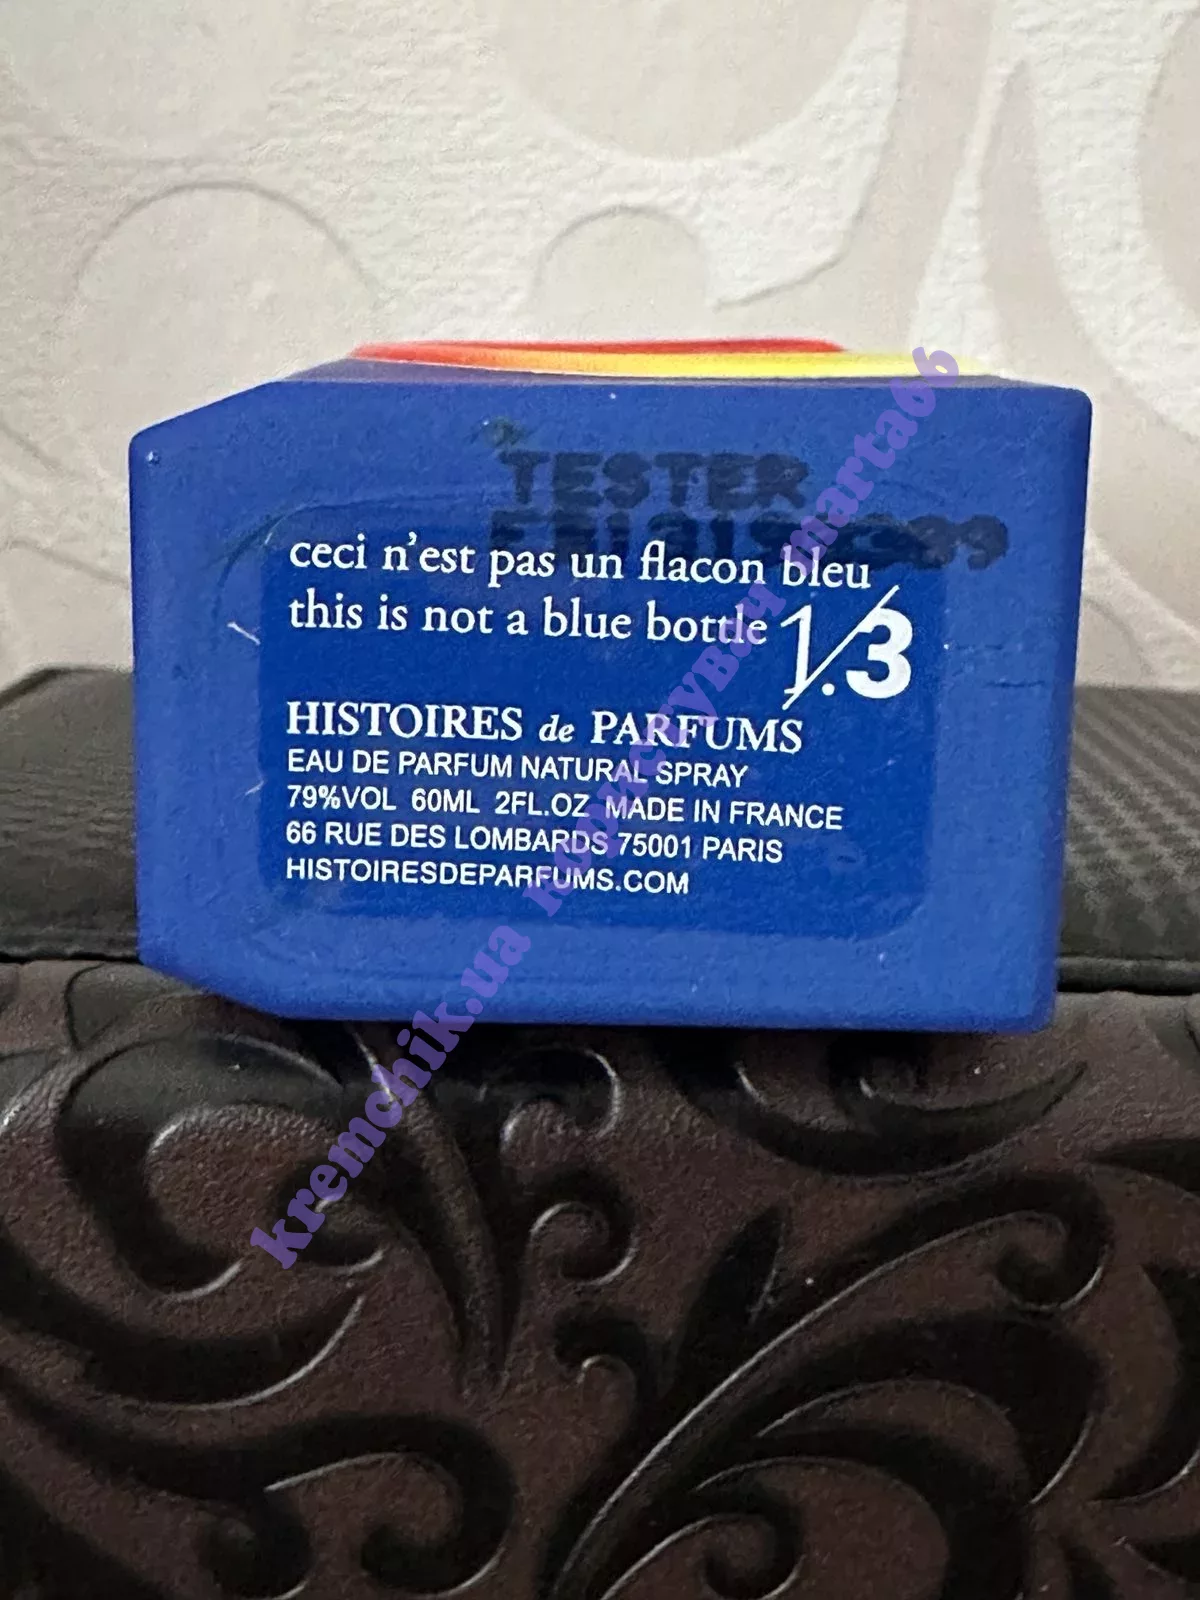 TESTER
ceci n'est pas un flacon bleu
this is not a blue bottle 1/.3
HISTOIRES de PARFUMS
EAU DE PARFUM NATURAL SPRAY
79%VOL 60ML 2FL.OZ MADE IN FRANCE
66 RUE DES LOMBARDS 75001 PARIS
HISTOIRESDEPARFUMS.COM
kremchik.ua користувач marta66